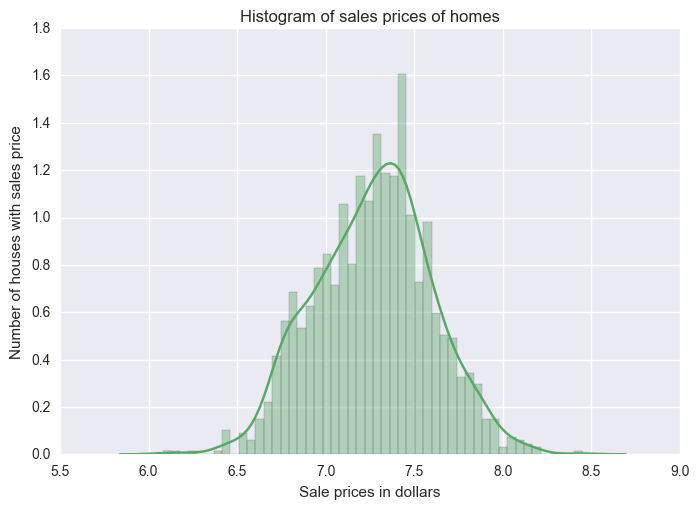 Histogram of sales prices of homes
1.8
1.6
1.4
1.2
1.0
0.8
0.6
0.4
0.2
0.0
Number of houses with sales price
5.5 6.0 6.5 7.0 7.5 8.0 8.5 9.0
Sale prices in dollars